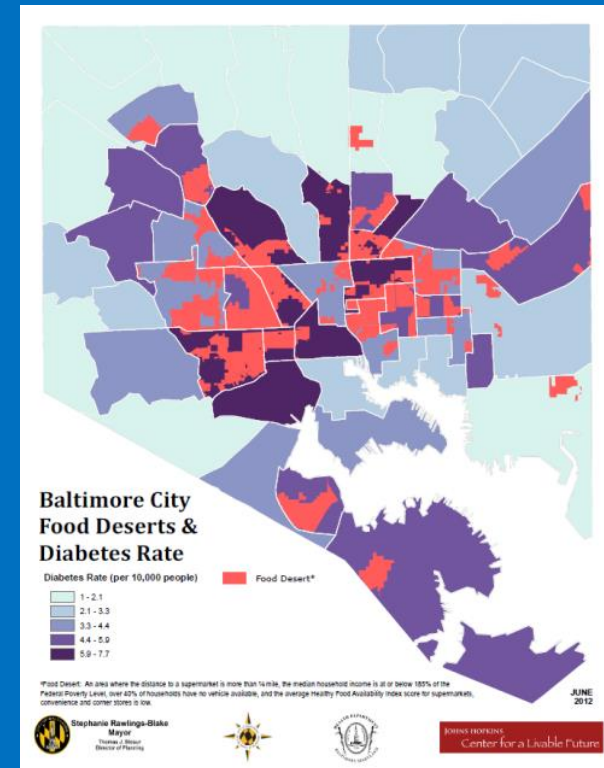 Baltimore City
Food Deserts &
Diabetes Rate
Diabetes Rate (per 10,000 people)
Food Desert*
1 - 2.1
2.1 - 3.3
3.3 - 4.4
4.4 - 5.9
5.9 - 7.7
*Food Desert: An area where the distance to a supermarket is more than ¼ mile, the median household income is at or below 185% of the
Federal Poverty Level, over 40% of households have no vehicle available, and the average Healthy Food Availability Index score for supermarkets,
convenience and corner stores is low.
JUNE
2012
Stephanie Rawlings-Blake
Mayor
Thomas J. Stosur
Director of Planning
JOHNS HOPKINS
Center for a Livable Future